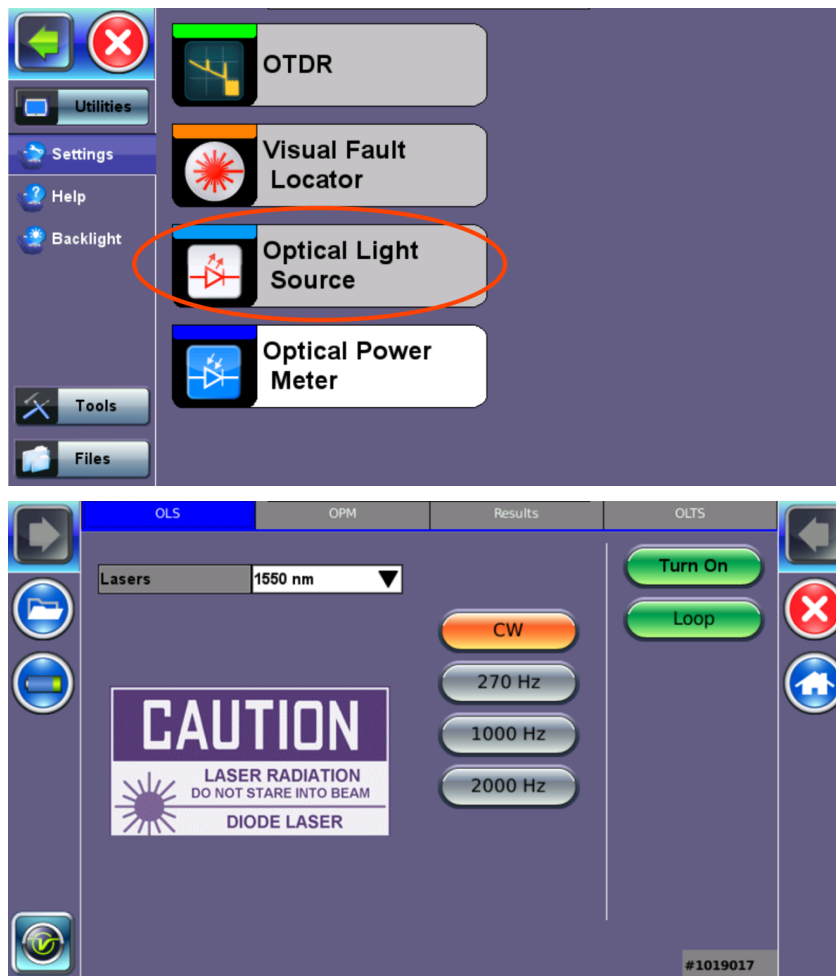 OTDR
Utilities
Visual Fault
Locator
Settings
Help
Backlight
Optical Light
Source
Optical Power
Meter
Tools
Files
OLS OPM Results OLTS
Lasers 1550 nm
Turn On
CW
Loop
270 Hz
1000 Hz
2000 Hz
CAUTION
LASER RADIATION
DO NOT STARE INTO BEAM
DIODE LASER
#1019017